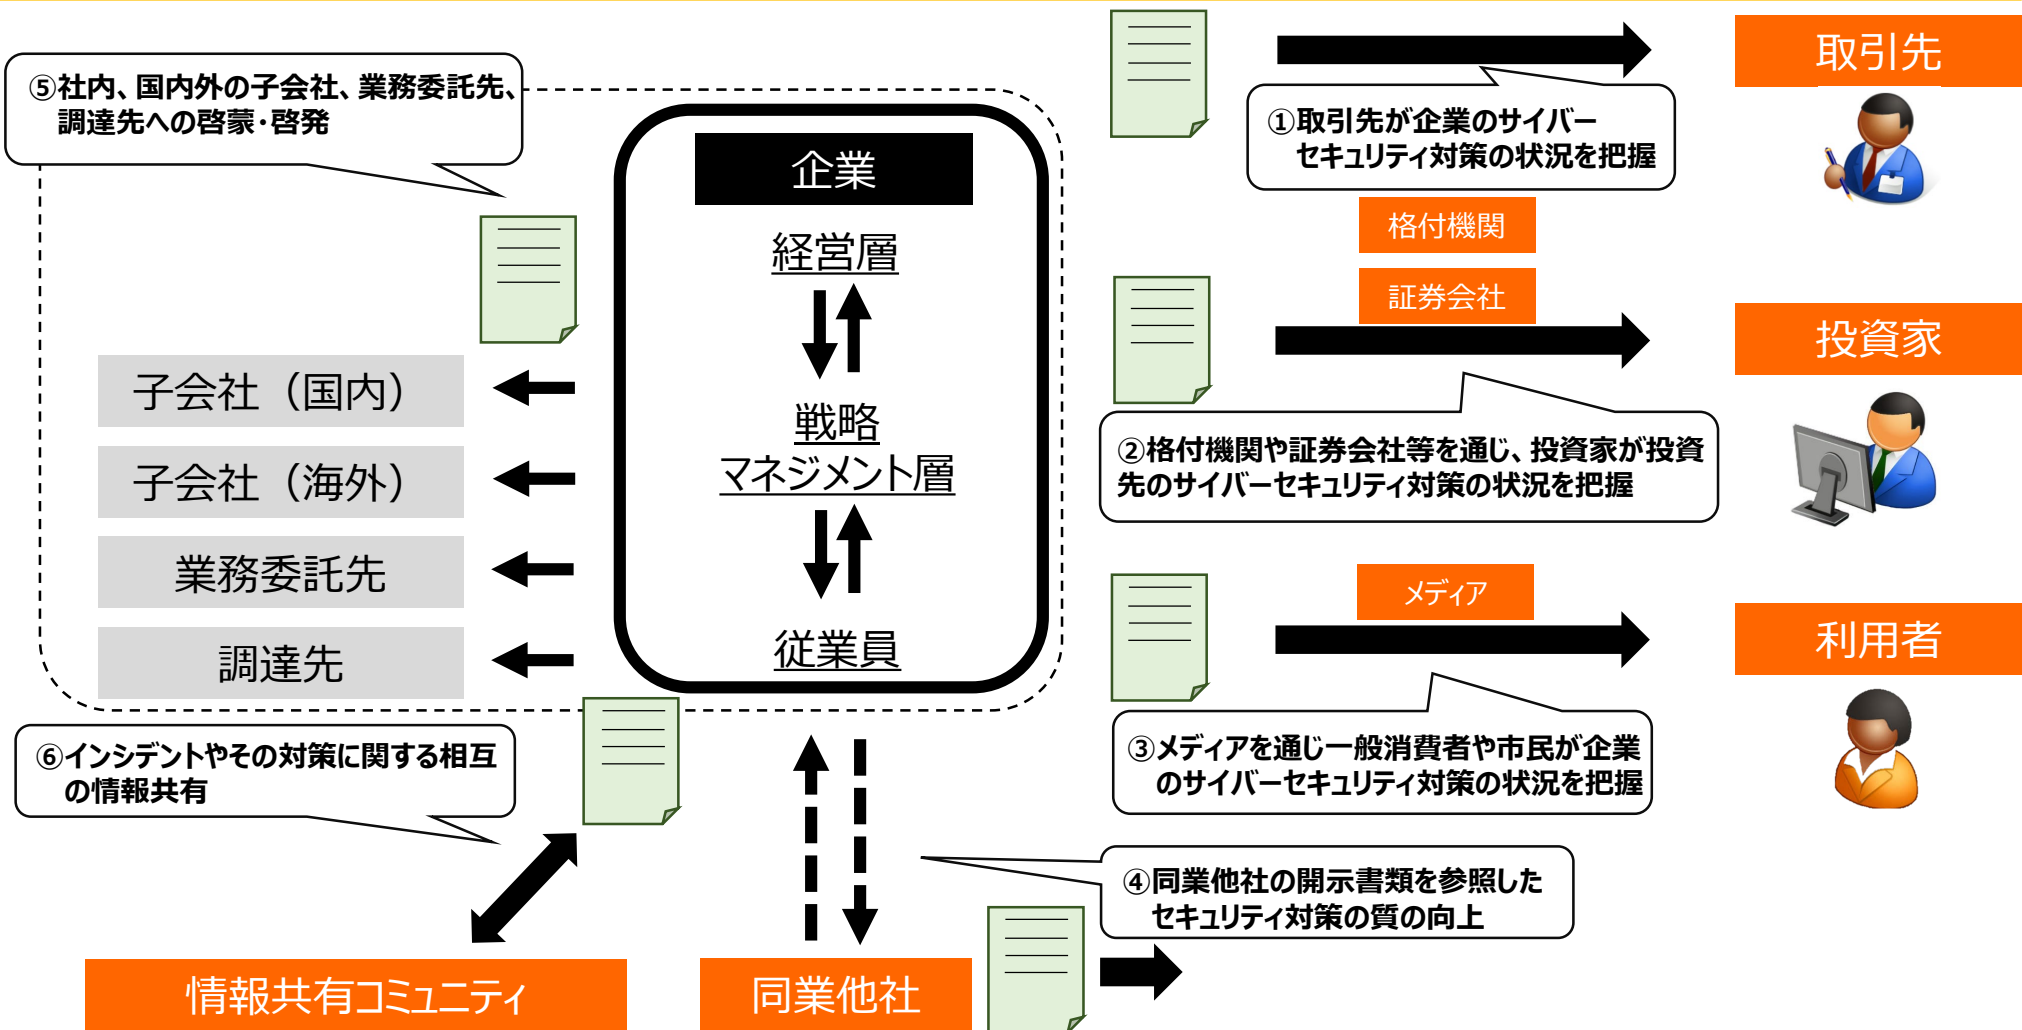 ⑤社内、国内外の子会社、業務委託先、
調達先への啓蒙・啓発
企業
経営層
戦略
マネジメント層
従業員
子会社（国内）
子会社（海外）
業務委託先
調達先
⑥インシデントやその対策に関する相互
の情報共有
情報共有コミュニティ
同業他社
取引先
①取引先が企業のサイバー
セキュリティ対策の状況を把握
格付機関
証券会社
投資家
②格付機関や証券会社等を通じ、投資家が投資
先のサイバーセキュリティ対策の状況を把握
メディア
利用者
③メディアを通じ一般消費者や市民が企業
のサイバーセキュリティ対策の状況を把握
④同業他社の開示書類を参照した
セキュリティ対策の質の向上